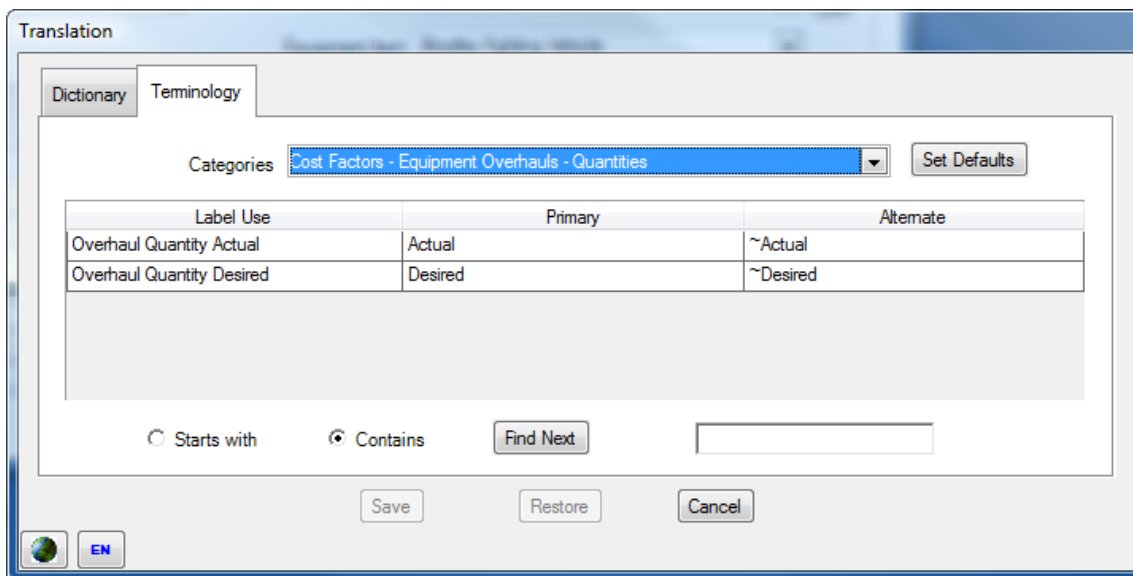 Translation
Dictionary Terminology
Categories Cost Factors - Equipment Overhauls - Quantities Set Defaults
Label Use Primary Alternate
Overhaul Quantity Actual Actual ~Actual
Overhaul Quantity Desired Desired ~Desired
Starts with Contains Find Next
Save Restore Cancel
EN